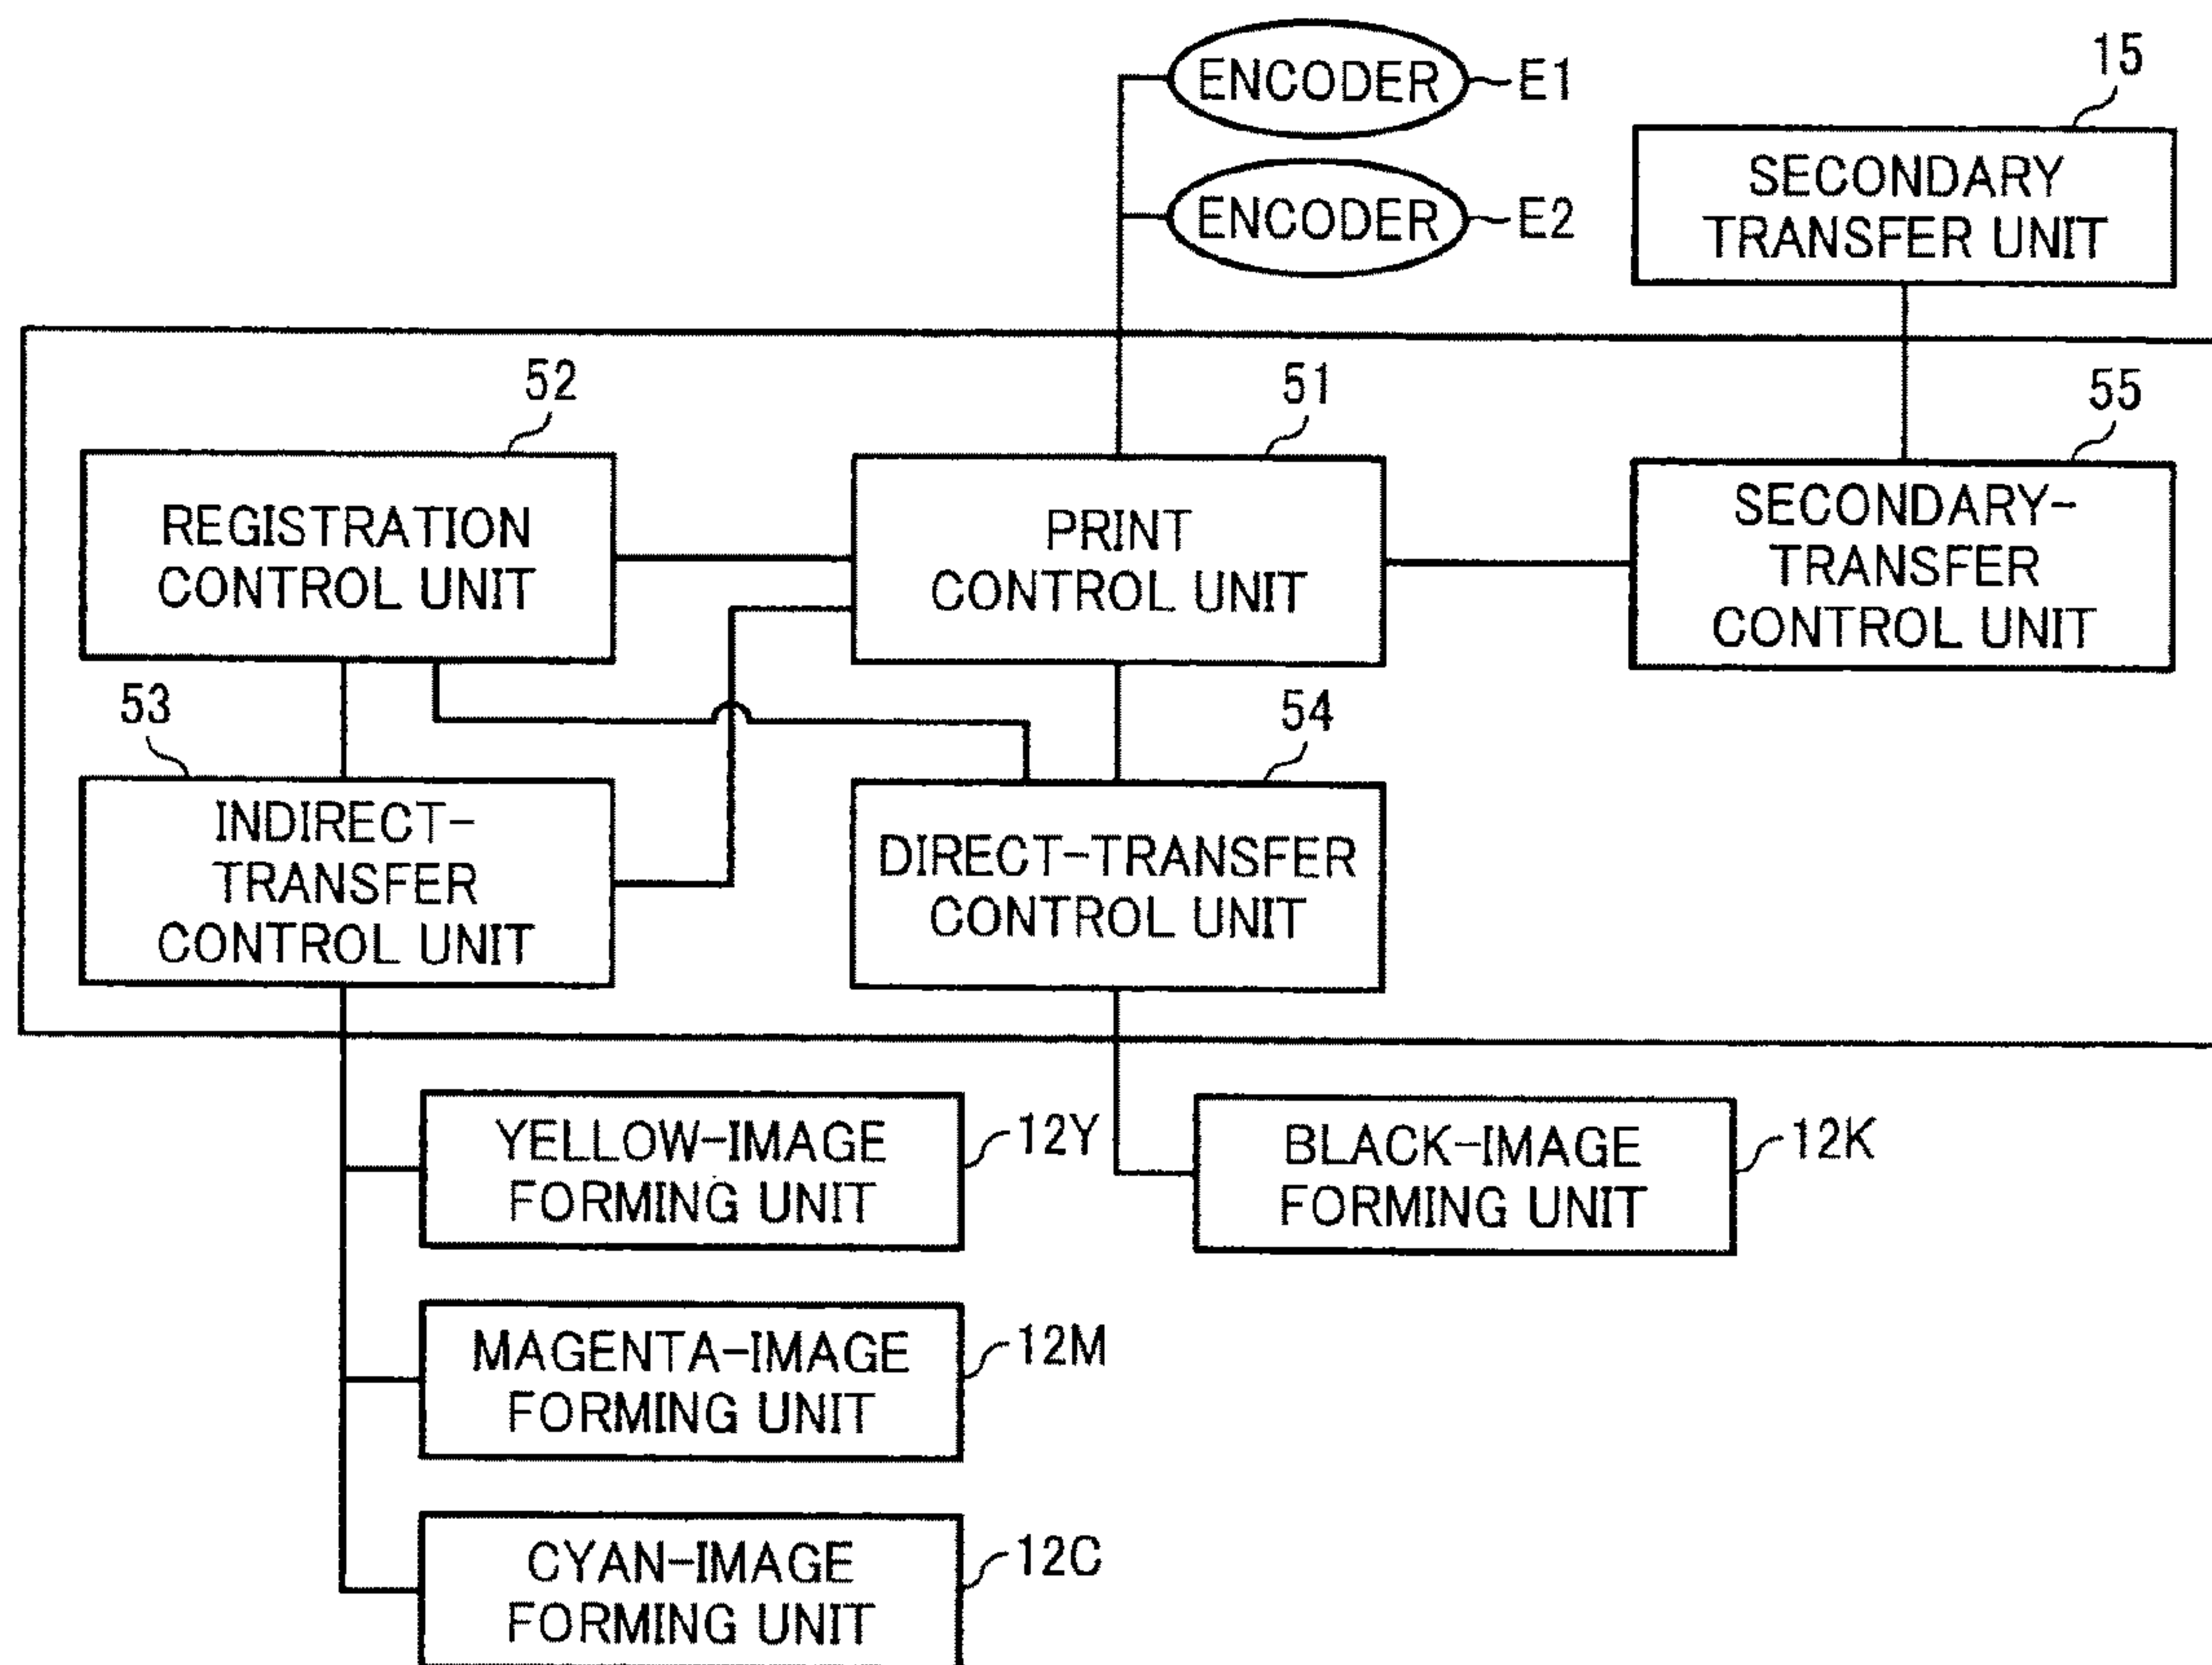 ENCODER
E1
ENCODER
E2
15
SECONDARY
TRANSFER UNIT
52
REGISTRATION
CONTROL UNIT
51
PRINT
CONTROL UNIT
55
SECONDARY-
TRANSFER
CONTROL UNIT
53
INDIRECT-
TRANSFER
CONTROL UNIT
54
DIRECT-TRANSFER
CONTROL UNIT
YELLOW-IMAGE
FORMING UNIT
12Y
BLACK-IMAGE
FORMING UNIT
12K
MAGENTA-IMAGE
FORMING UNIT
12M
CYAN-IMAGE
FORMING UNIT
12C